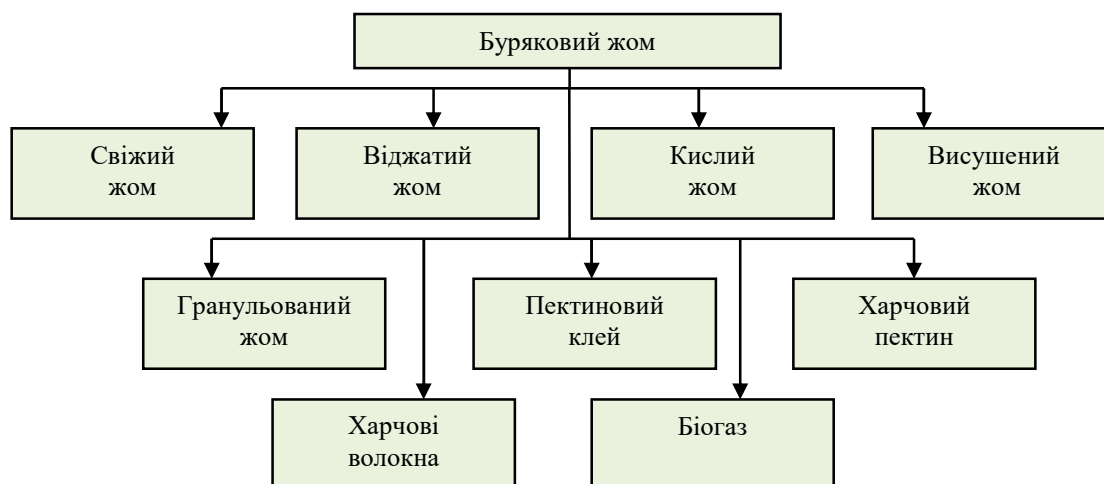 Буряковий жом
Свіжий
жом
Віджатий
жом
Кислий
жом
Висушений
жом
Гранульований
жом
Пектиновий
клей
Харчовий
пектин
Харчові
волокна
Біогаз